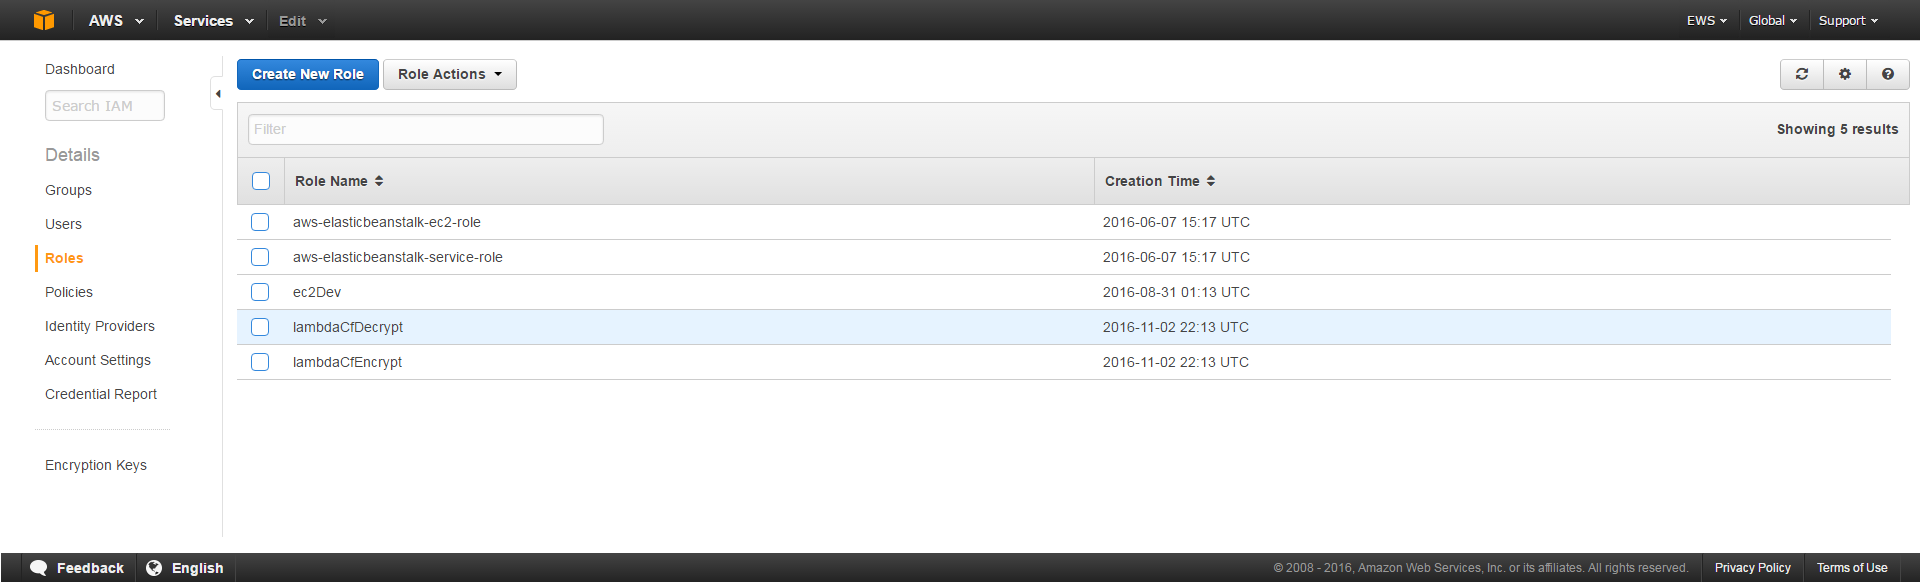 AWS Services Edit EWS Global Support
Dashboard
Search IAM
Details
Groups
Users
Roles
Policies
Identity Providers
Account Settings
Credential Report
Encryption Keys
Create New Role Role Actions
Filter
Showing 5 results
Role Name Creation Time
aws-elasticbeanstalk-ec2-role 2016-06-07 15:17 UTC
aws-elasticbeanstalk-service-role 2016-06-07 15:17 UTC
ec2Dev 2016-08-31 01:13 UTC
lambdaCfDecrypt 2016-11-02 22:13 UTC
lambdaCfEncrypt 2016-11-02 22:13 UTC
Feedback English © 2008 - 2016, Amazon Web Services, Inc. or its affiliates. All rights reserved. Privacy Policy Terms of Use